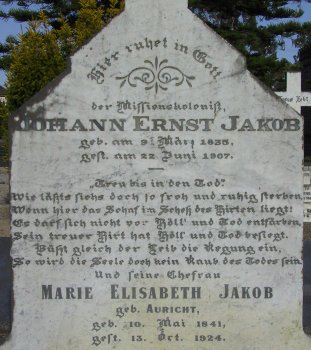 Hier ruhet in Gott
der Missionskolonist,
JOHANN ERNST JAKOB
geb. am 9. März 1835,
gest. am 22 Juni 1907.
Treu bis in den Tod.
Wie läßts sichs doch so froh und ruhig sterben,
Wenn hier das Schaf im Schoß des Hirten liegt!
Es darf sich nicht vor Höll' und Tod entfärben,
Sein treuer Hirt hat Höll' und Tod besiegt.
Büßt gleich der Leib die Regung ein,
So wird die Seele doch kein Raub des Todes sein.
Und seine Ehefrau
MARIE ELISABETH JAKOB
geb. AURICHT,
geb. 10. Mai 1841,
gest. 13. Oct. 1924.